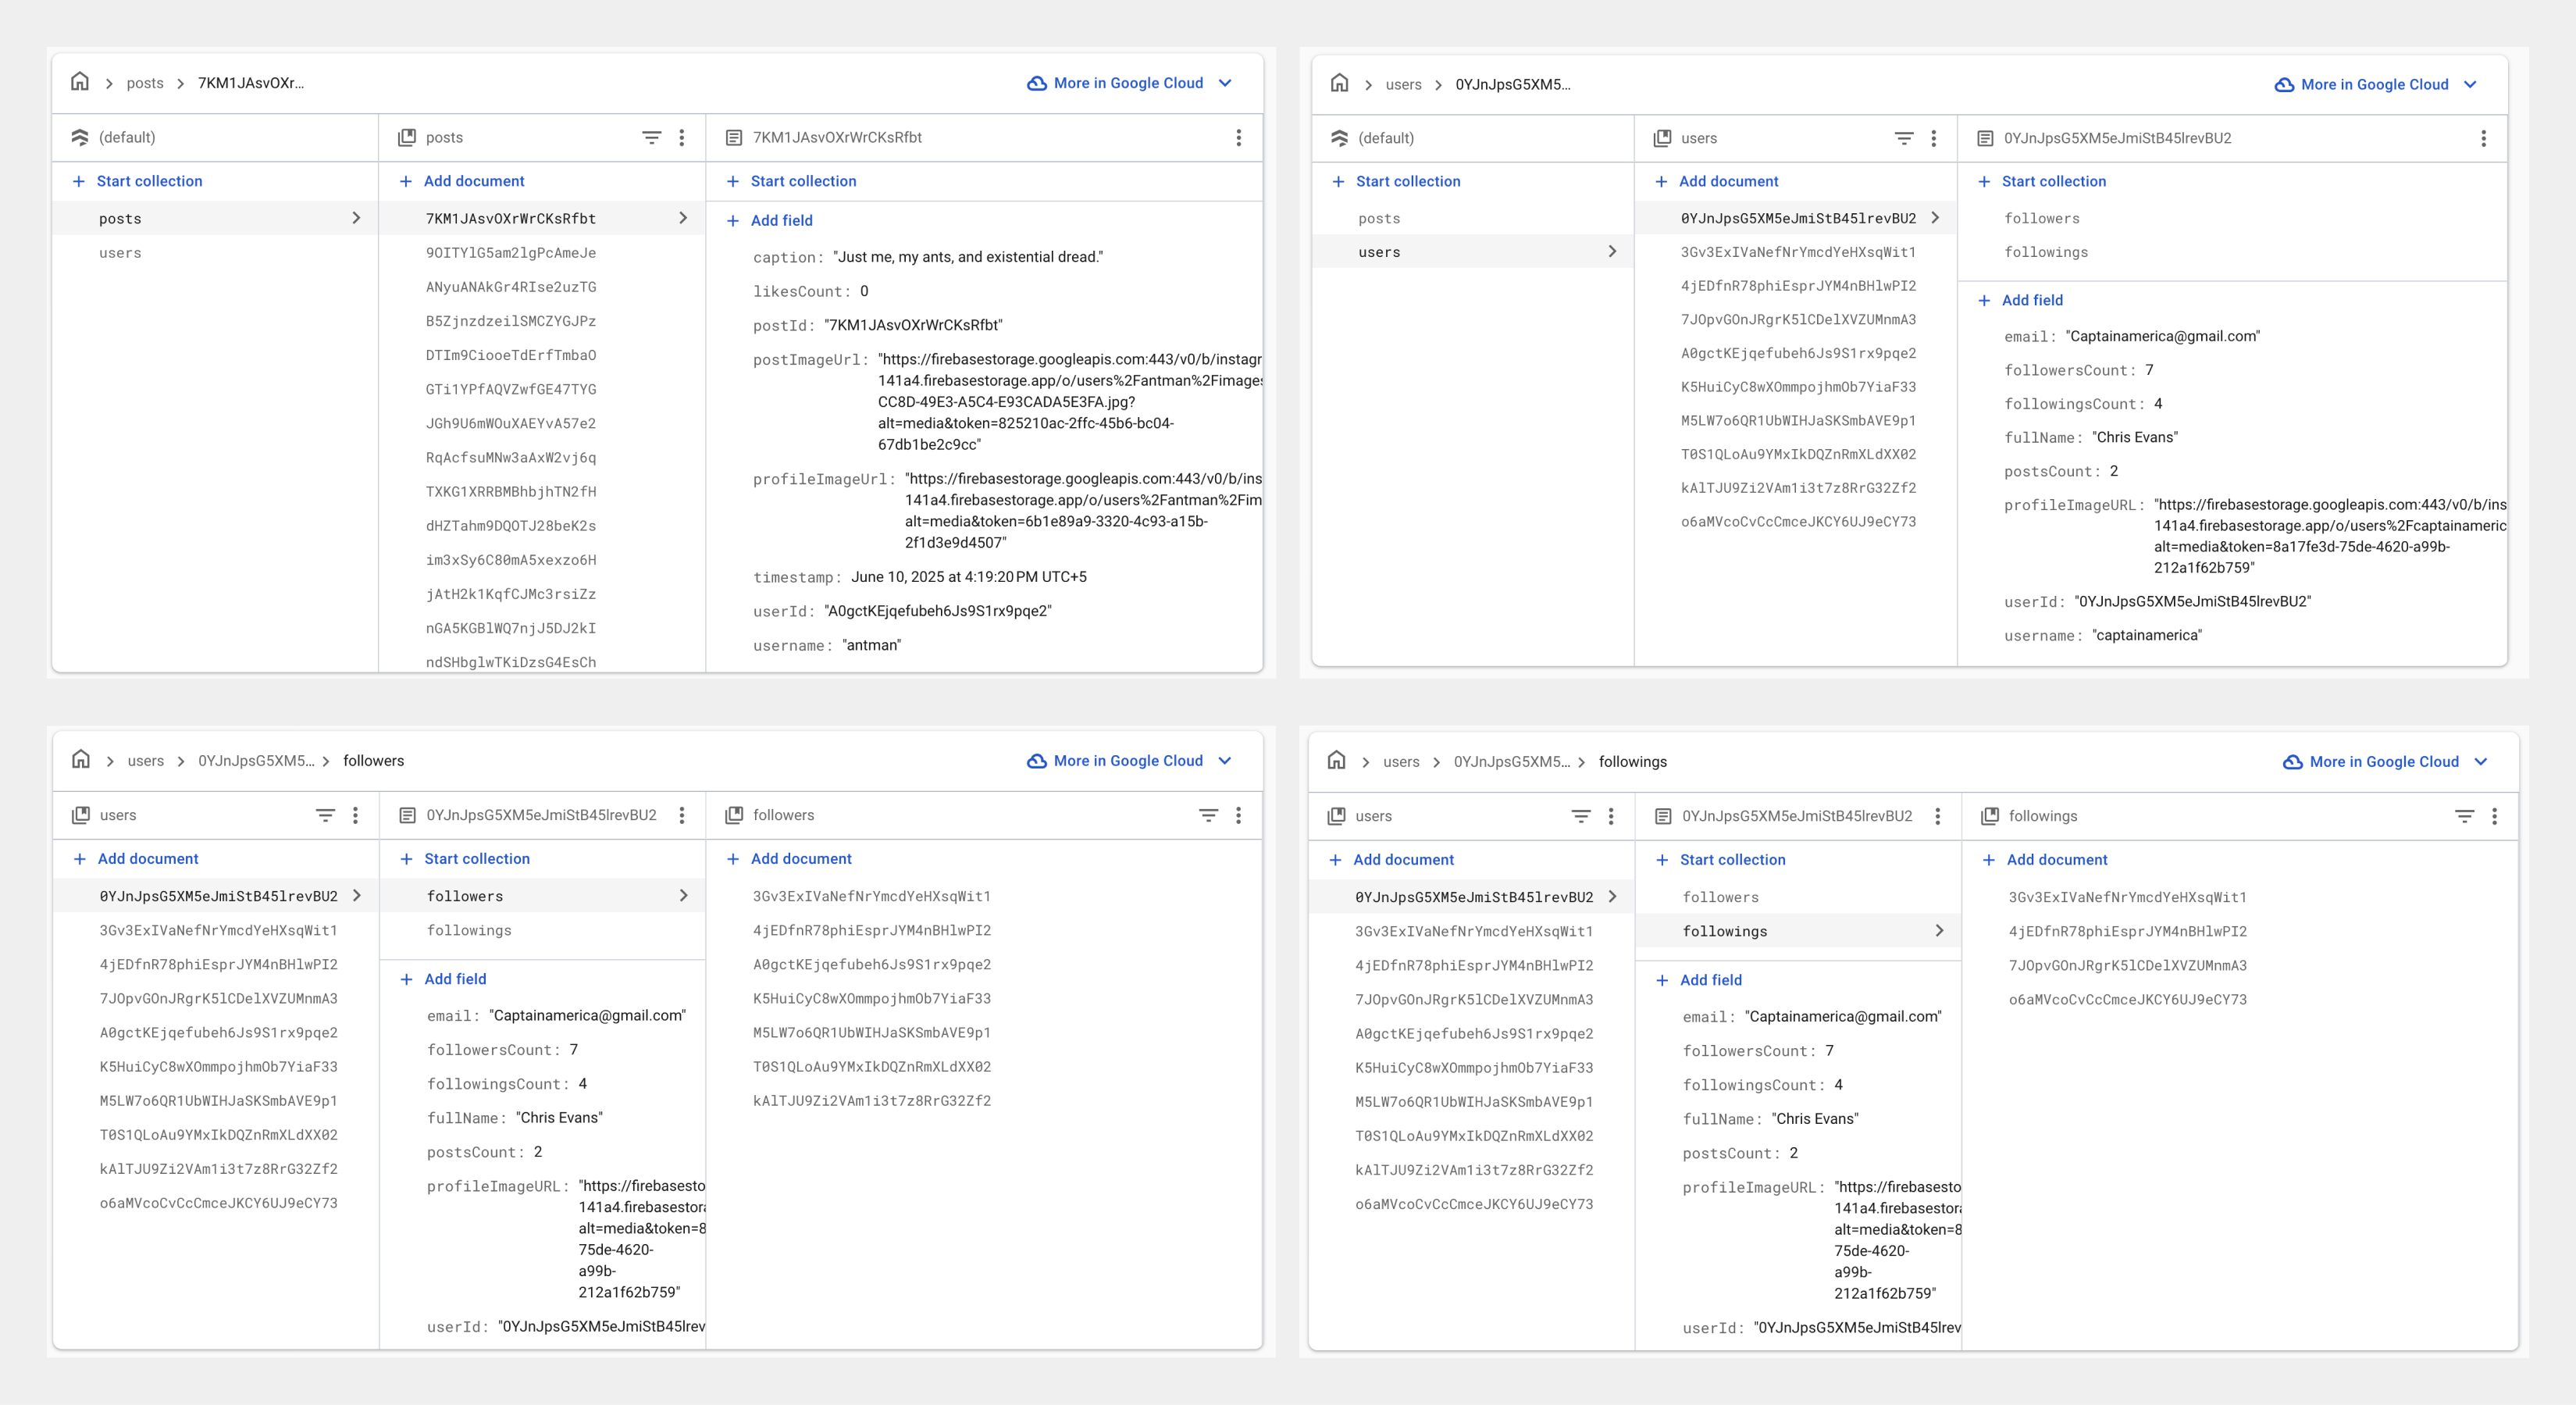 posts
7KM1JAsvOXr...
More in Google Cloud
(default)
posts
7KM1JAsvOXrWrCKsRfbt
Start collection
Add document
Start collection
posts
users
7KM1JAsvOXrWrCKsRfbt
9OITYlG5am2lgPcAmeJe
ANyuANAkGr4RIse2uzTG
B5ZjnzdzeilSMCZYGJPz
DTIm9CiooeTdErfTmbaO
GTi1YPfAQVZwfGE47TYG
JGh9U6mWOuXAEYvA57e2
RqAcfsuMNw3aAxW2vj6q
TXKG1XRRBMBhbjhTN2fH
dHZTahm9DQOTJ28beK2s
im3xSy6C80mA5xexzo6H
jAtH2k1KqfCJMc3rsiZz
nGA5KGBlWQ7njJ5DJ2kI
ndSHbglwTKiDzsG4EsCh
Add field
caption: "Just me, my ants, and existential dread."
likesCount: 0
postId: "7KM1JAsvOXrWrCKsRfbt"
postImageUrl: "https://firebasestorage.googleapis.com:443/v0/b/instagr
141a4.firebasestorage.app/o/users%2Fantman%2Fimages
CC8D-49E3-A5C4-E93CADA5E3FA.jpg?
alt=media&token=825210ac-2ffc-45b6-bc04-
67db1be2c9cc"
profileImageUrl: "https://firebasestorage.googleapis.com:443/v0/b/ins
141a4.firebasestorage.app/o/users%2Fantman%2Fim
alt=media&token=6b1e89a9-3320-4c93-a15b-
2f1d3e9d4507"
timestamp: June 10, 2025 at 4:19:20 PM UTC+5
userId: "A0gctKEjqefubeh6Js9S1rx9pqe2"
username: "antman"
users
0YJnJpsG5XM5...
More in Google Cloud
(default)
users
0YJnJpsG5XM5eJmiStB45lrevBU2
Start collection
Add document
Start collection
posts
users
0YJnJpsG5XM5eJmiStB45lrevBU2
3Gv3ExIVaNefNrYmcdYeHXsqWit1
4jEDfnR78phiEsprJYM4nBHlwPI2
7JOpvGOnJRgrK5lCDelXVZUMnmA3
A0gctKEjqefubeh6Js9S1rx9pqe2
K5HuiCyC8wXOmmpojhmOb7YiaF33
M5LW7o6QR1UbWIHJaSKSmbAVE9p1
T0S1QLoAu9YMxIkDQZnRmXLdXX02
kAlTJU9Zi2VAm1i3t7z8RrG32Zf2
o6aMVcoCvCcCmceJKCY6UJ9eCY73
followers
followings
Add field
email: "Captainamerica@gmail.com"
followersCount: 7
followingsCount: 4
fullName: "Chris Evans"
postsCount: 2
profileImageURL: "https://firebasestorage.googleapis.com:443/v0/b/ins
141a4.firebasestorage.app/o/users%2Fcaptainameric
alt=media&token=8a17fe3d-75de-4620-a99b-
212a1f62b759"
userId: "0YJnJpsG5XM5eJmiStB45lrevBU2"
username: "captainamerica"
users
0YJnJpsG5XM5...
followers
More in Google Cloud
users
0YJnJpsG5XM5eJmiStB45lrevBU2
followers
Add document
Start collection
Add document
0YJnJpsG5XM5eJmiStB45lrevBU2
3Gv3ExIVaNefNrYmcdYeHXsqWit1
4jEDfnR78phiEsprJYM4nBHlwPI2
7JOpvGOnJRgrK5lCDelXVZUMnmA3
A0gctKEjqefubeh6Js9S1rx9pqe2
K5HuiCyC8wXOmmpojhmOb7YiaF33
M5LW7o6QR1UbWIHJaSKSmbAVE9p1
T0S1QLoAu9YMxIkDQZnRmXLdXX02
kAlTJU9Zi2VAm1i3t7z8RrG32Zf2
o6aMVcoCvCcCmceJKCY6UJ9eCY73
followers
followings
Add field
email: "Captainamerica@gmail.com"
followersCount: 7
followingsCount: 4
fullName: "Chris Evans"
postsCount: 2
profileImageURL: "https://firebasesto
141a4.firebasestora
alt=media&token=8
75de-4620-
a99b-
212a1f62b759"
userId: "0YJnJpsG5XM5eJmiStB45lrev
3Gv3ExIVaNefNrYmcdYeHXsqWit1
4jEDfnR78phiEsprJYM4nBHlwPI2
A0gctKEjqefubeh6Js9S1rx9pqe2
K5HuiCyC8wXOmmpojhmOb7YiaF33
M5LW7o6QR1UbWIHJaSKSmbAVE9p1
T0S1QLoAu9YMxIkDQZnRmXLdXX02
kAlTJU9Zi2VAm1i3t7z8RrG32Zf2
users
0YJnJpsG5XM5...
followings
More in Google Cloud
users
0YJnJpsG5XM5eJmiStB45lrevBU2
followings
Add document
Start collection
Add document
0YJnJpsG5XM5eJmiStB45lrevBU2
3Gv3ExIVaNefNrYmcdYeHXsqWit1
4jEDfnR78phiEsprJYM4nBHlwPI2
7JOpvGOnJRgrK5lCDelXVZUMnmA3
A0gctKEjqefubeh6Js9S1rx9pqe2
K5HuiCyC8wXOmmpojhmOb7YiaF33
M5LW7o6QR1UbWIHJaSKSmbAVE9p1
T0S1QLoAu9YMxIkDQZnRmXLdXX02
kAlTJU9Zi2VAm1i3t7z8RrG32Zf2
o6aMVcoCvCcCmceJKCY6UJ9eCY73
followers
followings
Add field
email: "Captainamerica@gmail.com"
followersCount: 7
followingsCount: 4
fullName: "Chris Evans"
postsCount: 2
profileImageURL: "https://firebasesto
141a4.firebasestora
alt=media&token=8
75de-4620-
a99b-
212a1f62b759"
userId: "0YJnJpsG5XM5eJmiStB45lrev
3Gv3ExIVaNefNrYmcdYeHXsqWit1
4jEDfnR78phiEsprJYM4nBHlwPI2
7JOpvGOnJRgrK5lCDelXVZUMnmA3
o6aMVcoCvCcCmceJKCY6UJ9eCY73